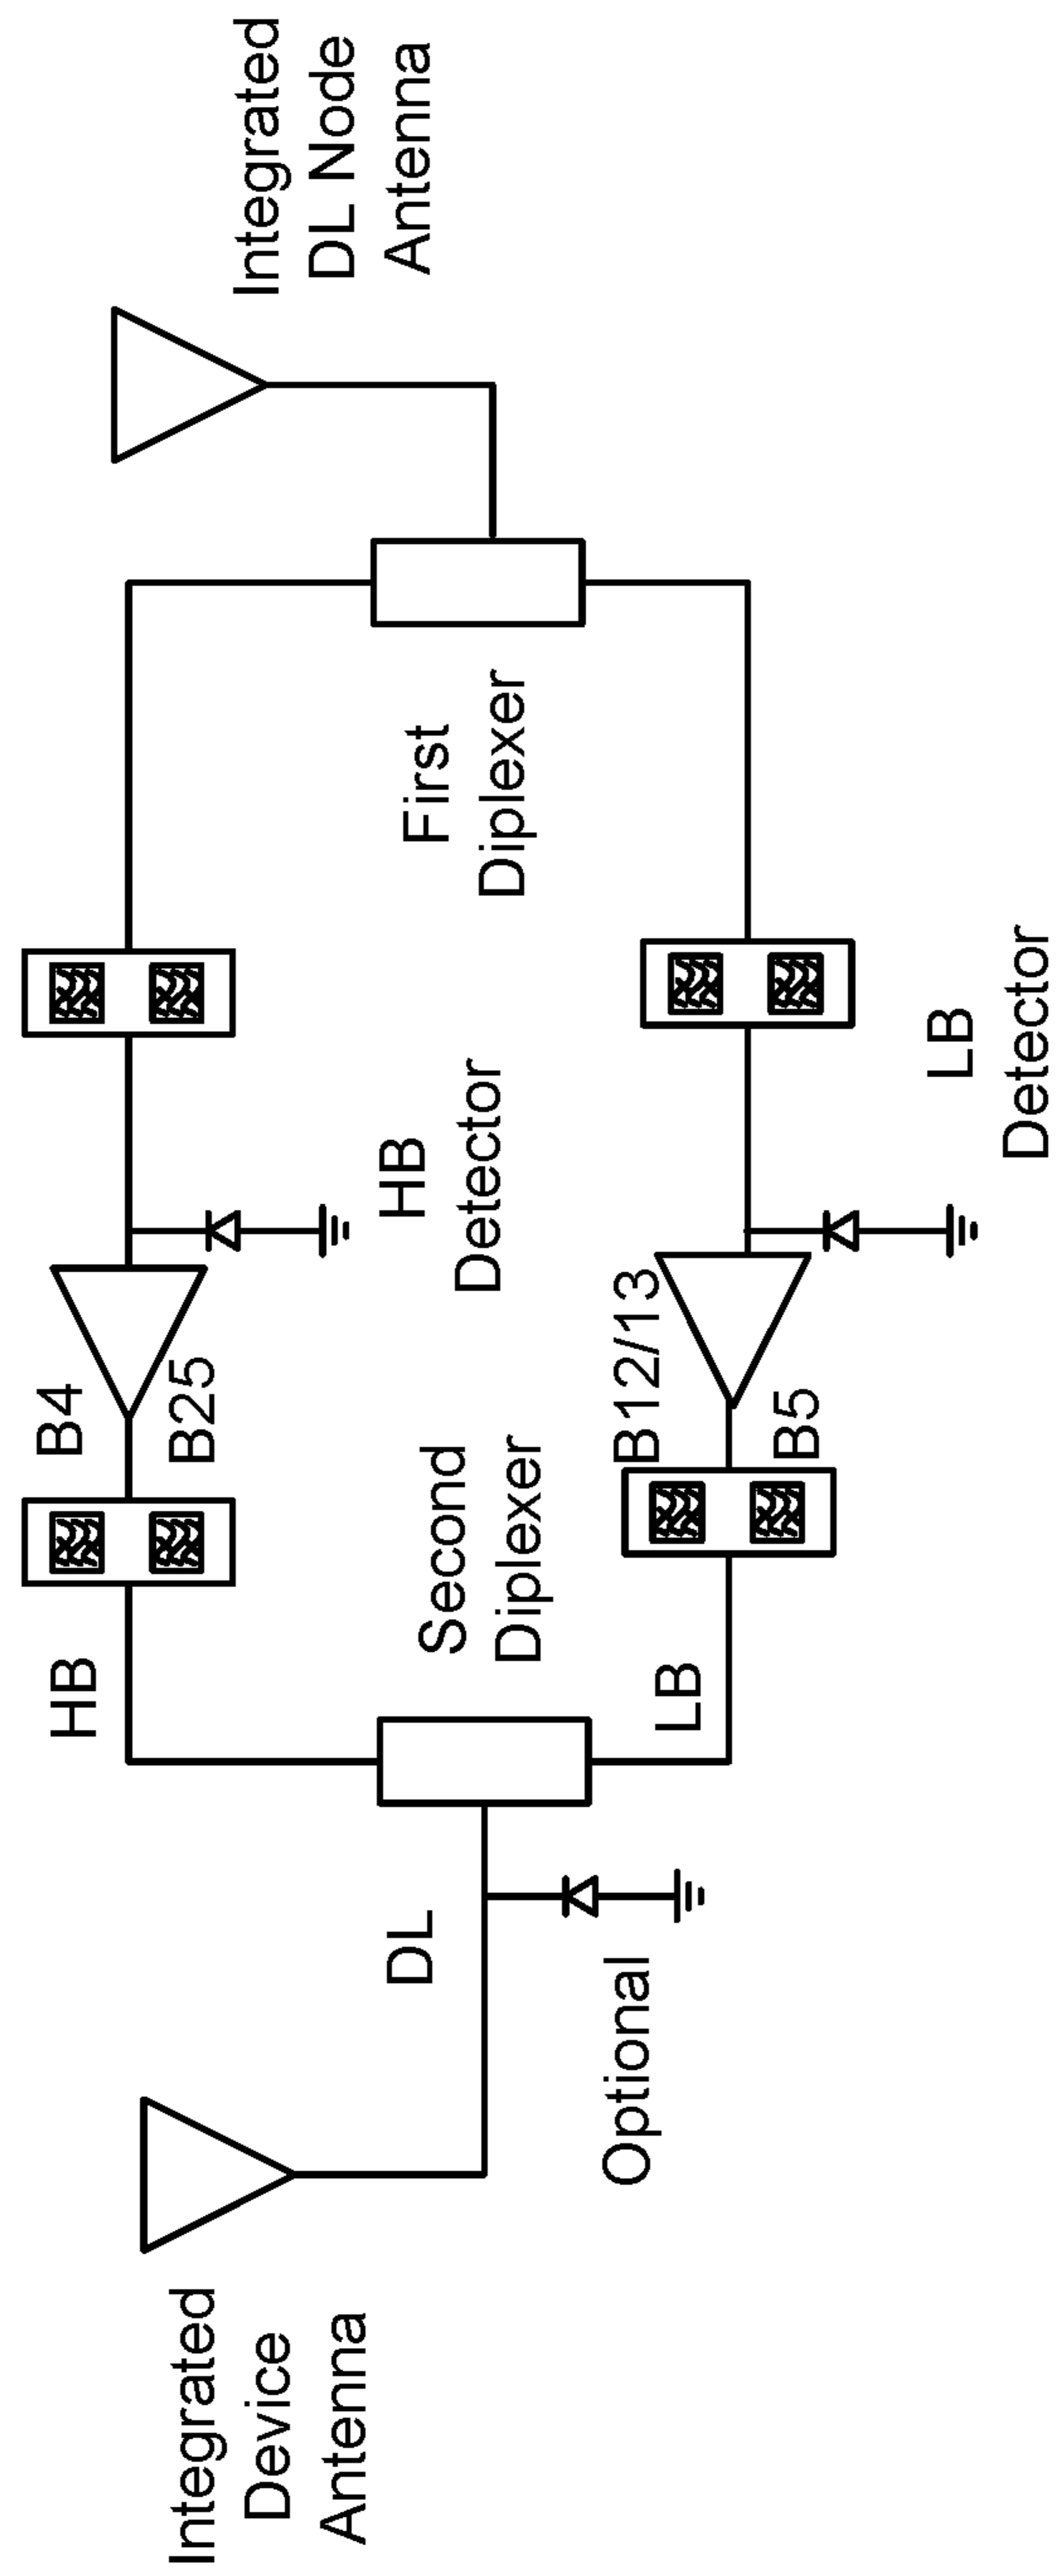 Integrated
Device
Antenna
DL
Optional
HB
LB
Second
Diplexer
B4
B25
B12/13
B5
HB
Detector
LB
Detector
First
Diplexer
Integrated
DL Node
Antenna